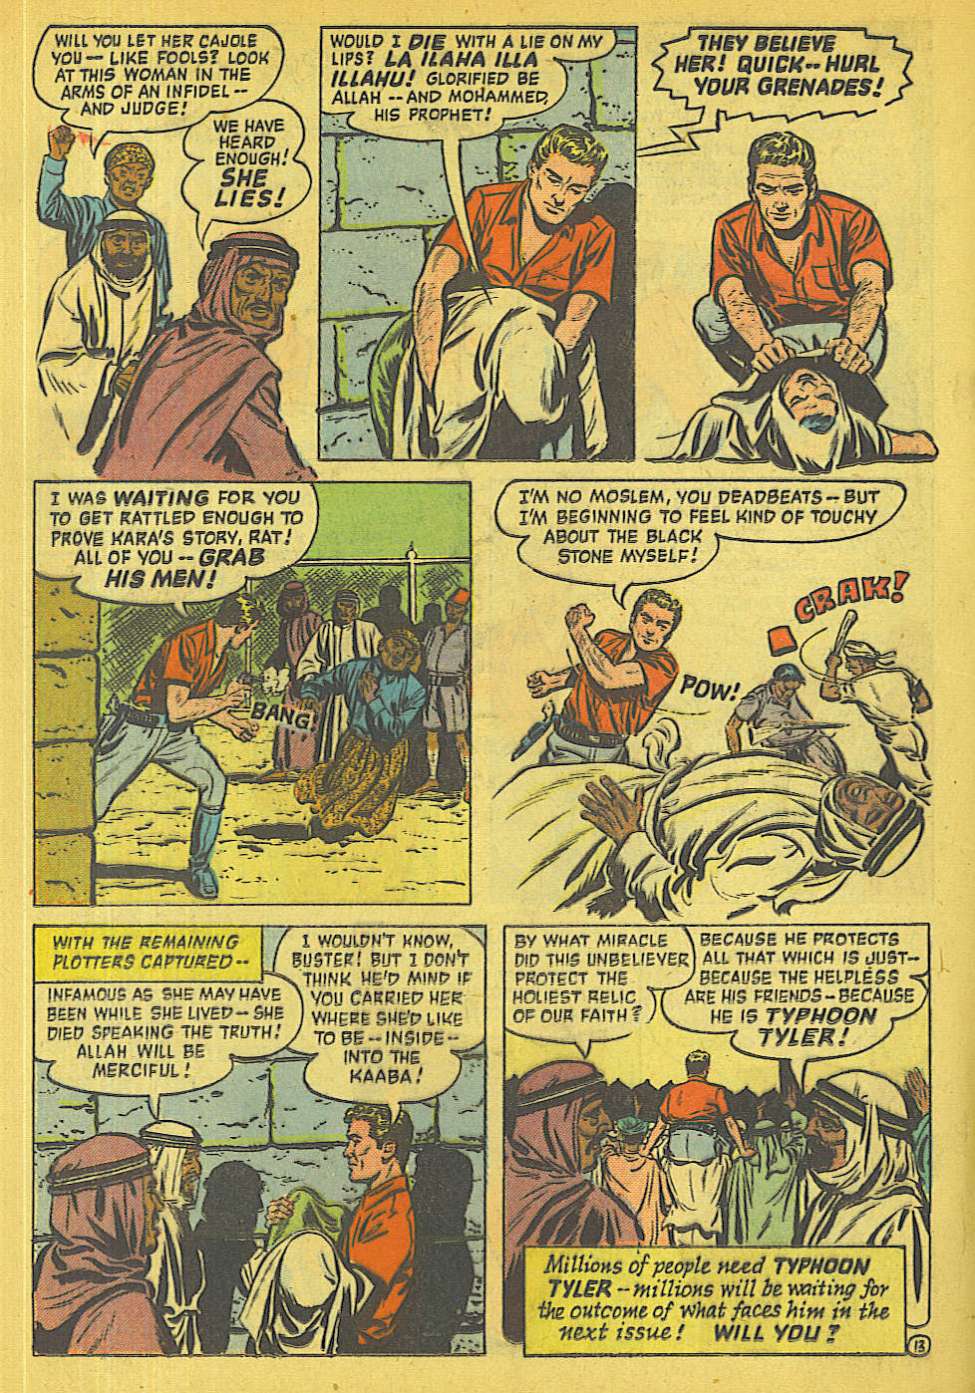 WILL YOU LET HER CAJOLE
YOU -- LIKE FOOLS? LOOK
AT THIS WOMAN IN THE
ARMS OF AN INFIDEL --
AND JUDGE!
WE HAVE
HEARD
ENOUGH!
SHE
LIES!
WOULD I DIE WITH A LIE ON MY
LIPS? LA ILAHA ILLA
ILLAHU! GLORIFIED BE
ALLAH -- AND MOHAMMED,
HIS PROPHET!
THEY BELIEVE
HER! QUICK -- HURL
YOUR GRENADES!
I WAS WAITING FOR YOU
TO GET RATTLED ENOUGH TO
PROVE KARA'S STORY, RAT!
ALL OF YOU -- GRAB
HIS MEN!
BANG!
I'M NO MOSLEM, YOU DEADBEATS -- BUT
I'M BEGINNING TO FEEL KIND OF TOUCHY
ABOUT THE BLACK
STONE MYSELF!
POW!
CRAK!
WITH THE REMAINING
PLOTTERS CAPTURED --
INFAMOUS AS SHE MAY HAVE
BEEN WHILE SHE LIVED -- SHE
DIED SPEAKING THE TRUTH!
ALLAH WILL BE
MERCIFUL!
I WOULDN'T KNOW,
BUSTER! BUT I DON'T
THINK HE'D MIND IF
YOU CARRIED HER
WHERE SHE'D LIKE
TO BE -- INSIDE --
INTO THE
KAABA!
BY WHAT MIRACLE
DID THIS UNBELIEVER
PROTECT THE
HOLIEST RELIC
OF OUR FAITH?
BECAUSE HE PROTECTS
ALL THAT WHICH IS JUST --
BECAUSE THE HELPLESS
ARE HIS FRIENDS -- BECAUSE
HE IS TYPHOON
TYLER!
Millions of people need TYPHOON
TYLER -- millions will be waiting for
the outcome of what faces him in the
next issue! WILL YOU?
13